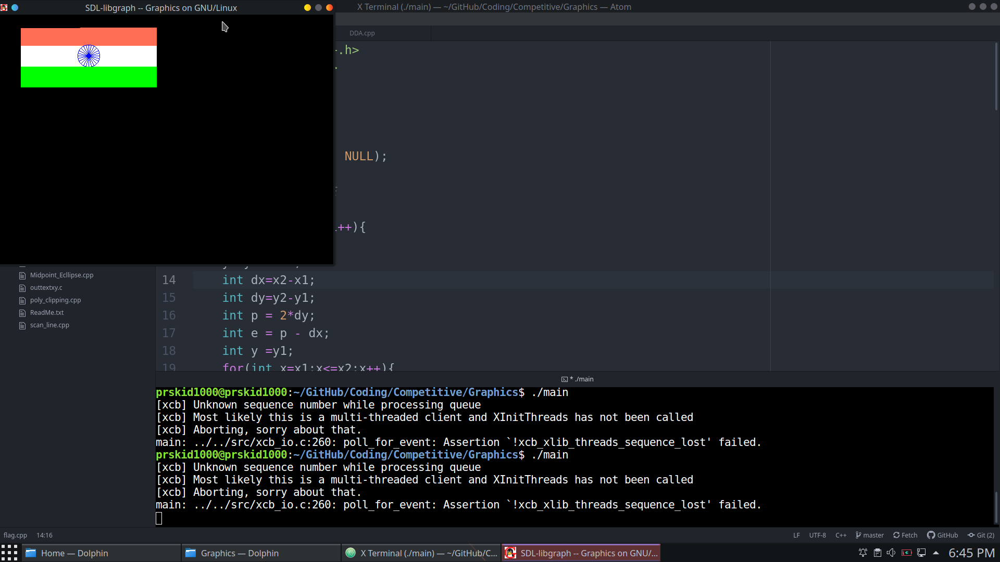 SDL-libgraph -- Graphics on GNU/Linux
X Terminal (./main) — ~/GitHub/Coding/Competitive/Graphics — Atom
DDA.cpp
.h>
>
NULL);
++){
Midpoint_Ecllipse.cpp
outtextxy.c
poly_clipping.cpp
ReadMe.txt
scan_line.cpp
14 int dx=x2-x1;
15 int dy=y2-y1;
16 int p = 2*dy;
17 int e = p - dx;
18 int y =y1;
19 for(int x=x1;x<=x2;x++){
* ./main
prskid1000@prskid1000:~/GitHub/Coding/Competitive/Graphics$ ./main
[xcb] Unknown sequence number while processing queue
[xcb] Most likely this is a multi-threaded client and XInitThreads has not been called
[xcb] Aborting, sorry about that.
main: ../../src/xcb_io.c:260: poll_for_event: Assertion `!xcb_xlib_threads_sequence_lost' failed.
prskid1000@prskid1000:~/GitHub/Coding/Competitive/Graphics$ ./main
[xcb] Unknown sequence number while processing queue
[xcb] Most likely this is a multi-threaded client and XInitThreads has not been called
[xcb] Aborting, sorry about that.
main: ../../src/xcb_io.c:260: poll_for_event: Assertion `!xcb_xlib_threads_sequence_lost' failed.
flag.cpp 14:16 LF UTF-8 C++ master Fetch GitHub Git (2)
Home — Dolphin Graphics — Dolphin X Terminal (./main) — ~/GitHub/C... SDL-libgraph -- Graphics on GNU/... 6:45 PM